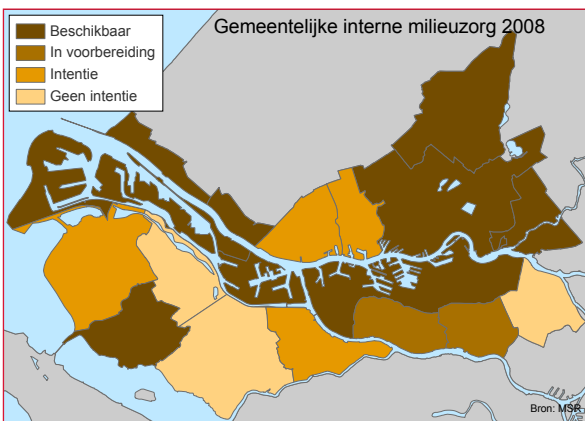 Gemeentelijke interne milieuzorg 2008
Beschikbaar
In voorbereiding
Intentie
Geen intentie
Bron: MSR